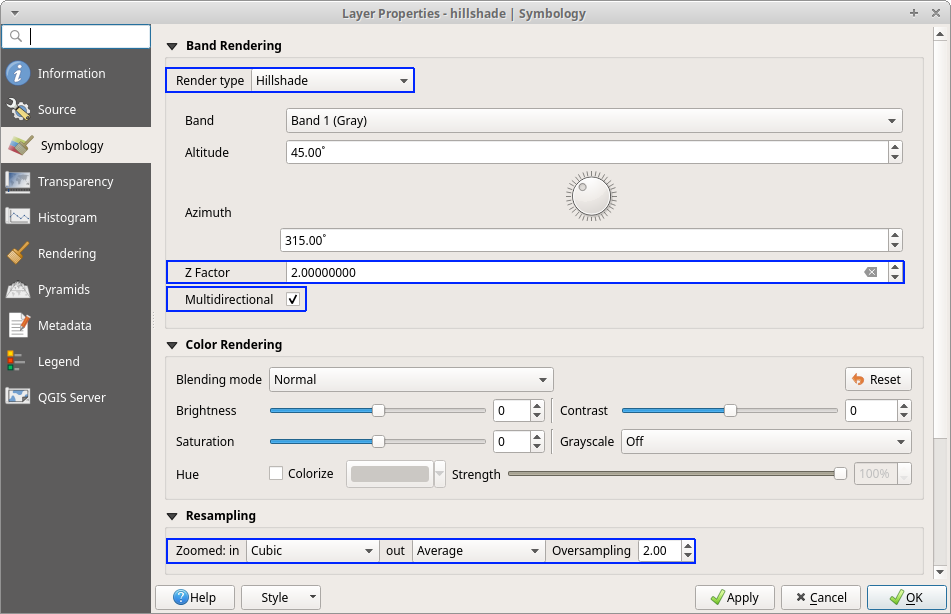 Layer Properties - hillshade | Symbology
Information
Source
Symbology
Transparency
Histogram
Rendering
Pyramids
Metadata
Legend
QGIS Server
Band Rendering
Render type Hillshade
Band Band 1 (Gray)
Altitude 45.00°
Azimuth
315.00°
Z Factor 2.00000000
Multidirectional
Color Rendering
Blending mode Normal Reset
Brightness 0 Contrast 0
Saturation 0 Grayscale Off
Hue Colorize Strength 100%
Resampling
Zoomed: in Cubic out Average Oversampling 2.00
Help Style Apply Cancel OK